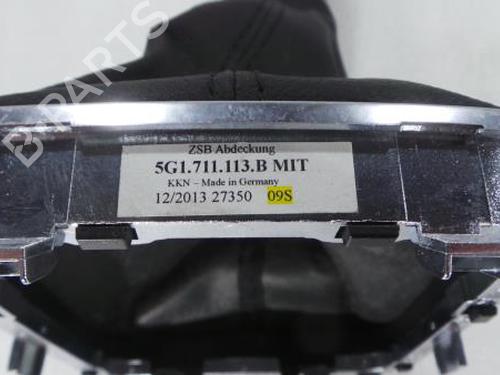 B-PARTS
ZSB Abdeckung
5G1.711.113.B MIT
KKN – Made in Germany
12/2013 27350 09S